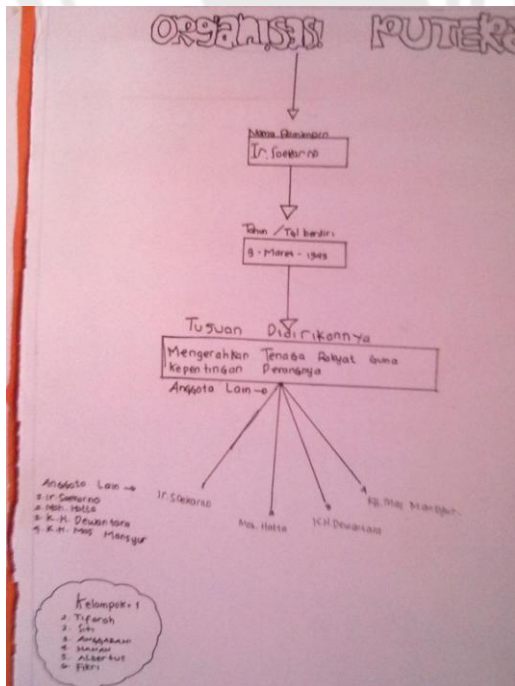 ORganisasi PUTERA
Nama Pemimpin
Ir. Soekarno
Tahun / Tgl berdiri
9 - Maret - 1943
Tujuan Didirikannya
Mengerahkan Tenaga Rakyat Guna
Kepentingan Perangnya
Anggota Lain →
Ir. Soekarno
Moh. Hatta
K.H. Dewantara
KH. Mas Mansyur
Anggota Lain →
1. Ir Soekarno
2. Moh. Hatta
3. K. H. Dewantara
4. K.H. Mas Mansyur
Kelompok: 1
1. Tifarah
2. Siti
3. ANGGARANI
4. HANAN
5. ALBERTUS
6. Fikri